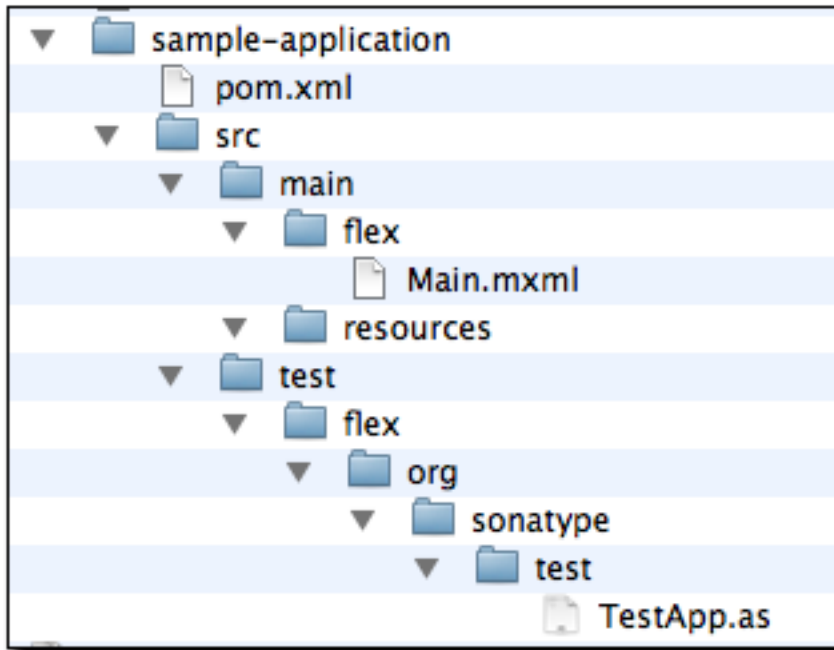 sample-application
pom.xml
src
main
flex
Main.mxml
resources
test
flex
org
sonatype
test
TestApp.as